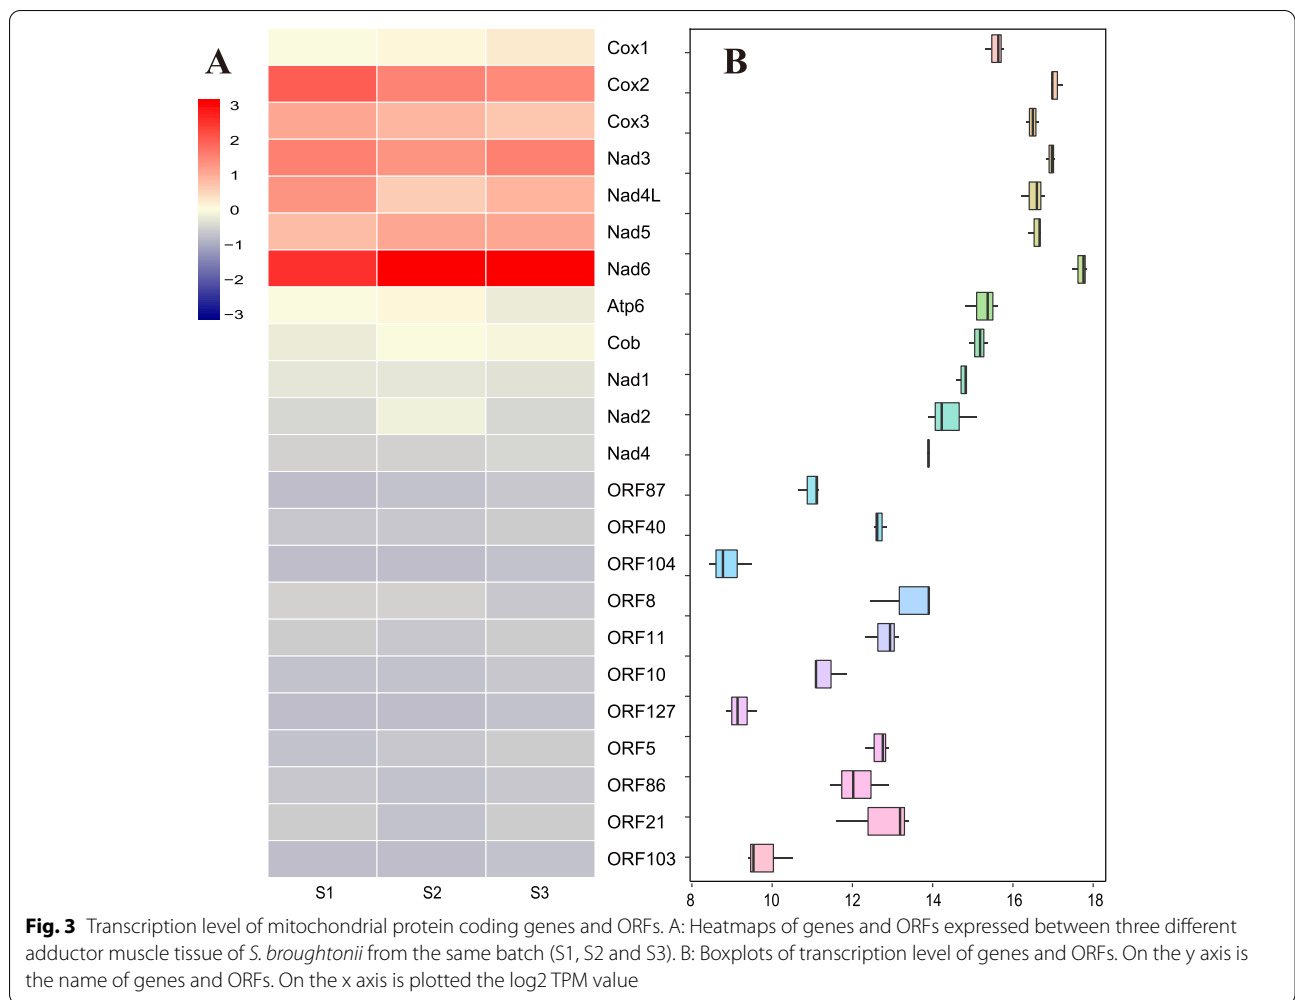 A
B
3
2
1
0
−1
−2
−3
Cox1
Cox2
Cox3
Nad3
Nad4L
Nad5
Nad6
Atp6
Cob
Nad1
Nad2
Nad4
ORF87
ORF40
ORF104
ORF8
ORF11
ORF10
ORF127
ORF5
ORF86
ORF21
ORF103
S1 S2 S3
8 10 12 14 16 18
Fig. 3 Transcription level of mitochondrial protein coding genes and ORFs. A: Heatmaps of genes and ORFs expressed between three different
adductor muscle tissue of S. broughtonii from the same batch (S1, S2 and S3). B: Boxplots of transcription level of genes and ORFs. On the y axis is
the name of genes and ORFs. On the x axis is plotted the log2 TPM value